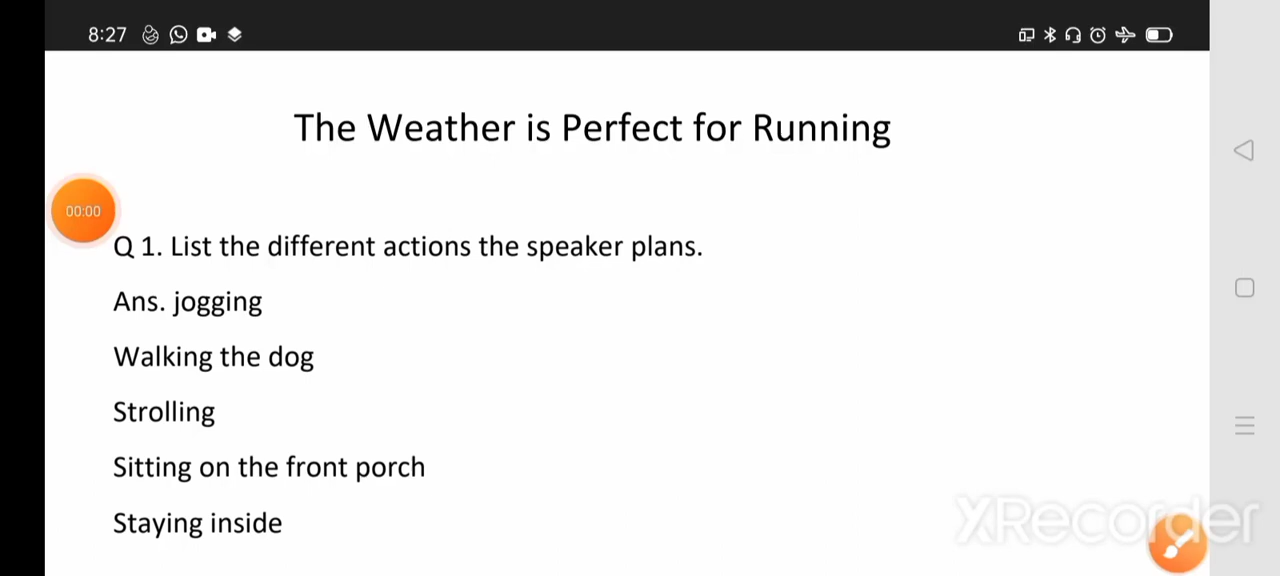 8:27
The Weather is Perfect for Running
00:00
Q 1. List the different actions the speaker plans.
Ans. jogging
Walking the dog
Strolling
Sitting on the front porch
Staying inside
XRecorder